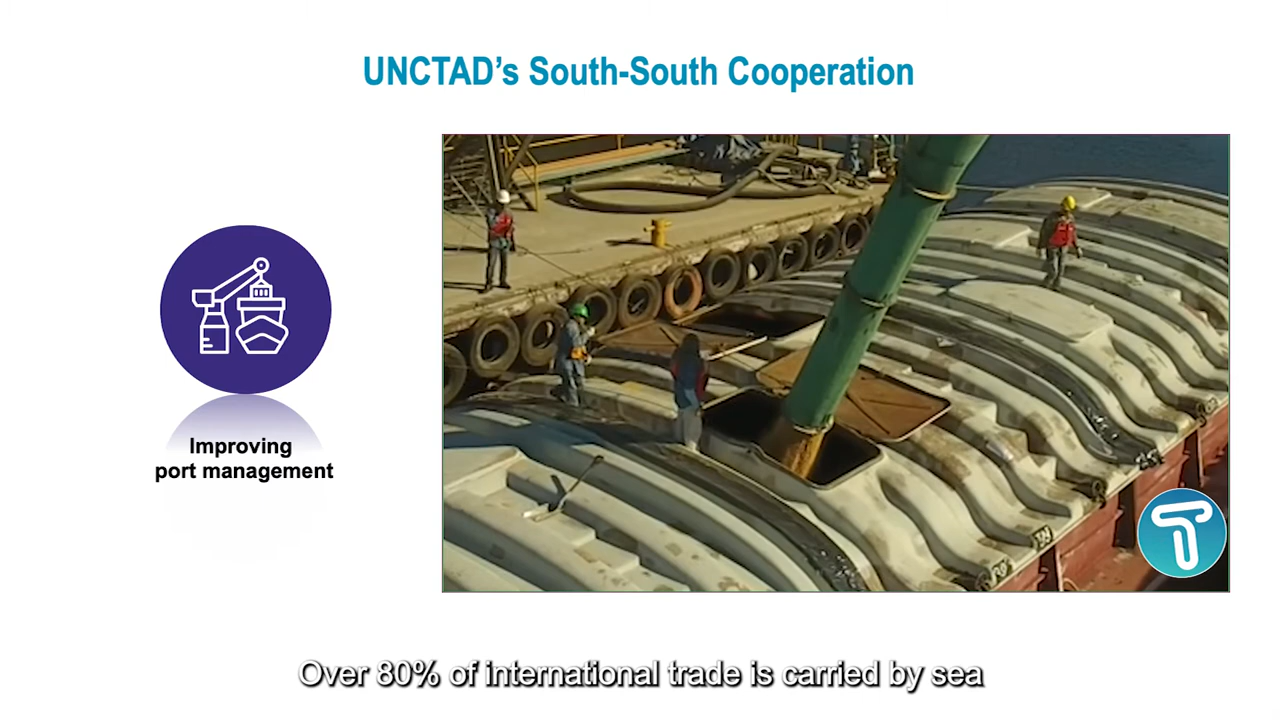 UNCTAD’s South-South Cooperation
Improving
port management
Over 80% of international trade is carried by sea